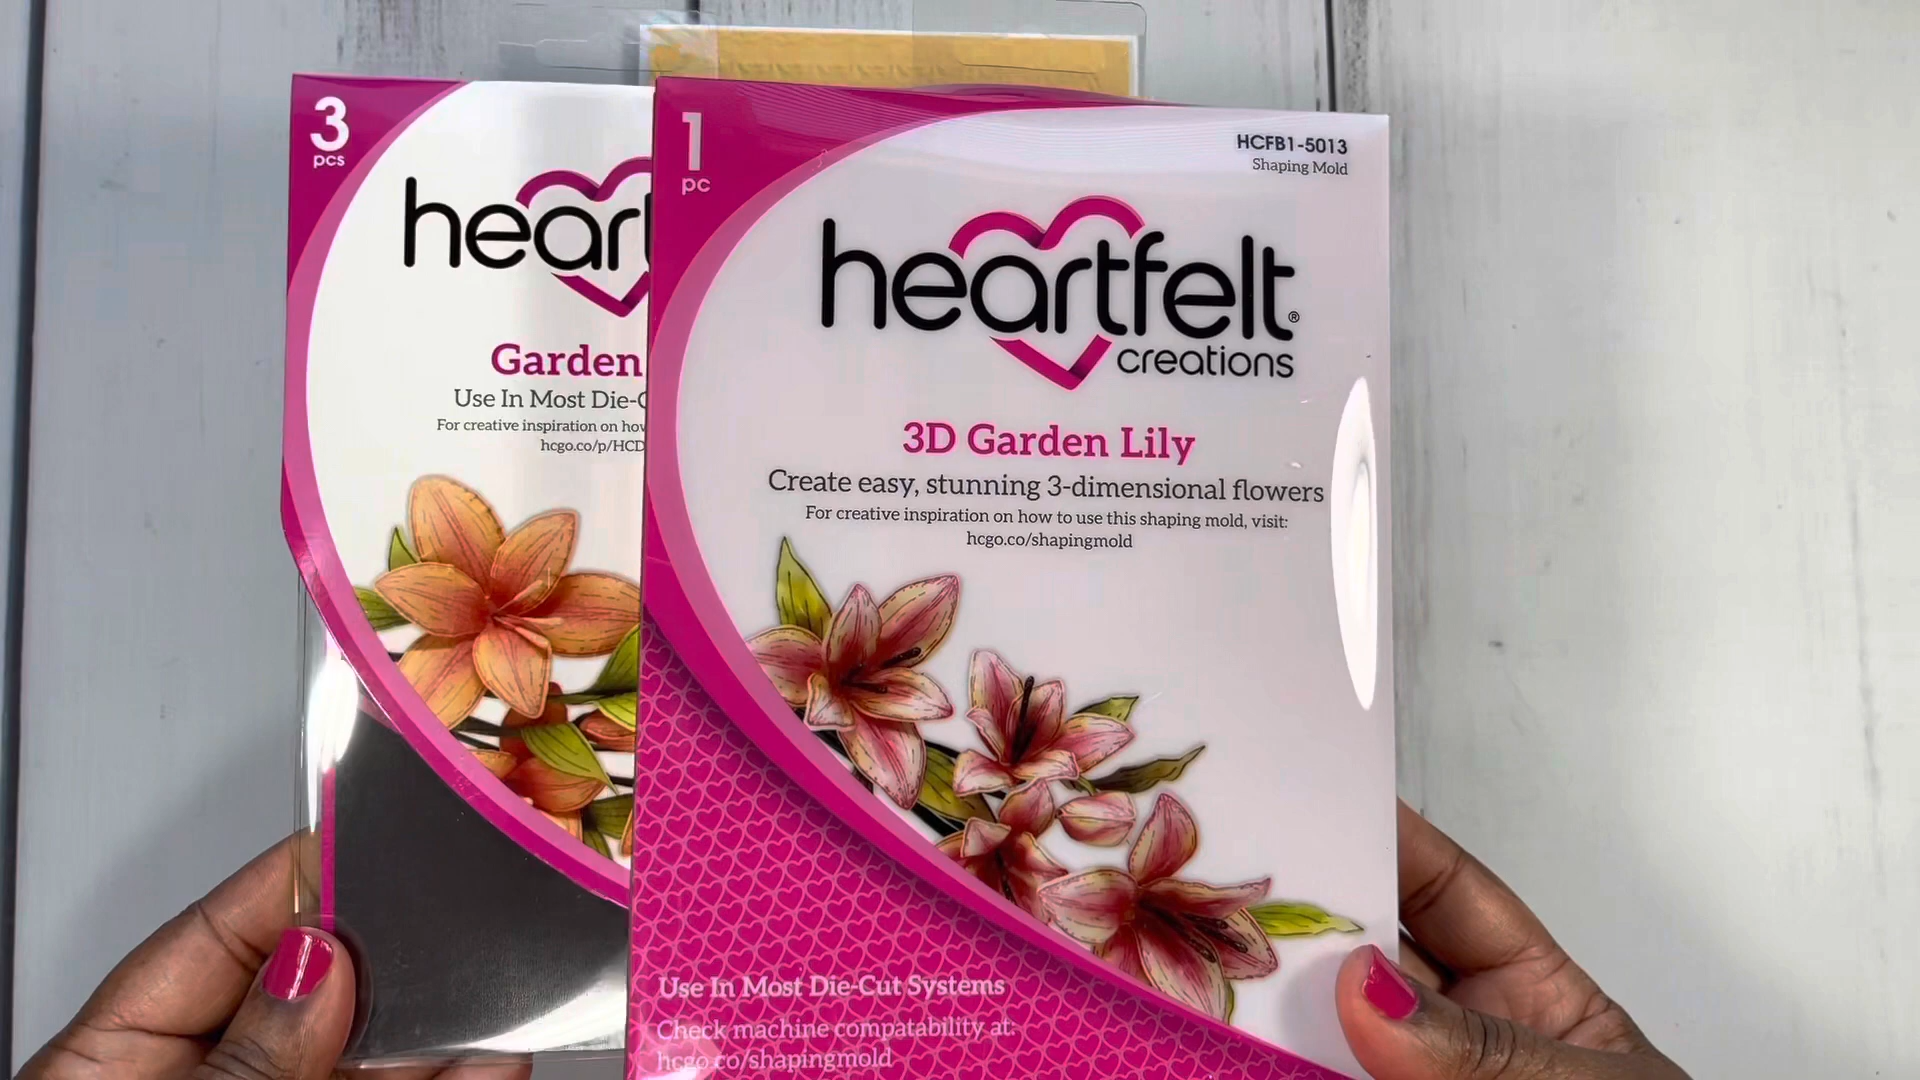 3
pcs
hear
Garden
Use In Most Die-C
For creative inspiration on how
hcgo.co/p/HCD
1
pc
HCFB1-5013
Shaping Mold
heartfelt®
creations
3D Garden Lily
Create easy, stunning 3-dimensional flowers
For creative inspiration on how to use this shaping mold, visit:
hcgo.co/shapingmold
Use In Most Die-Cut Systems
Check machine compatability at:
hcgo.co/shapingmold